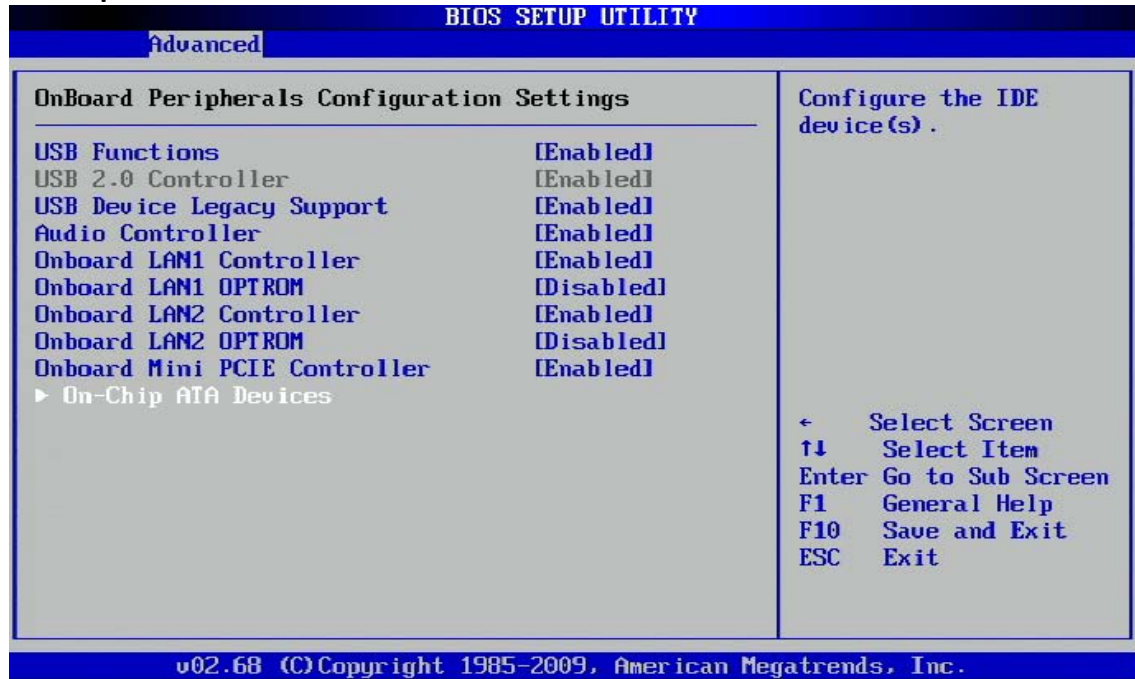 BIOS SETUP UTILITY
Advanced
OnBoard Peripherals Configuration Settings
USB Functions [Enabled]
USB 2.0 Controller [Enabled]
USB Device Legacy Support [Enabled]
Audio Controller [Enabled]
Onboard LAN1 Controller [Enabled]
Onboard LAN1 OPTROM [Disabled]
Onboard LAN2 Controller [Enabled]
Onboard LAN2 OPTROM [Disabled]
Onboard Mini PCIE Controller [Enabled]
► On-Chip ATA Devices
Configure the IDE
device(s).
← Select Screen
↑↓ Select Item
Enter Go to Sub Screen
F1 General Help
F10 Save and Exit
ESC Exit
v02.68 (C)Copyright 1985-2009, American Megatrends, Inc.